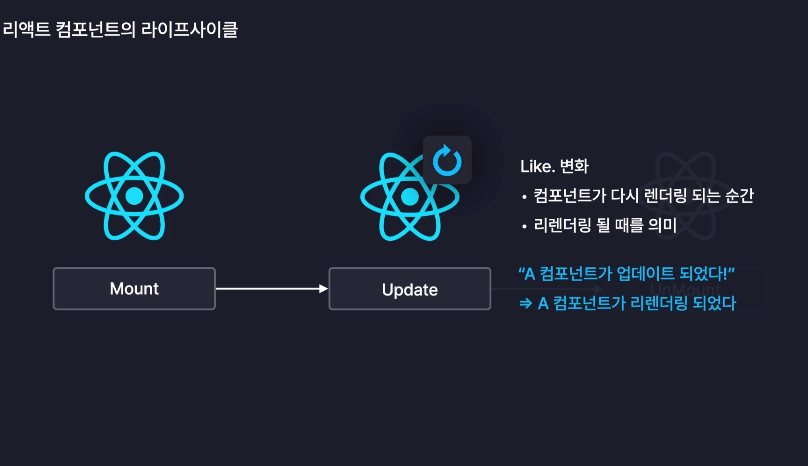 리액트 컴포넌트의 라이프사이클
Like. 변화
• 컴포넌트가 다시 렌더링 되는 순간
• 리렌더링 될 때를 의미
Mount
Update
“A 컴포넌트가 업데이트 되었다!”
⇒ A 컴포넌트가 리렌더링 되었다
UnMount